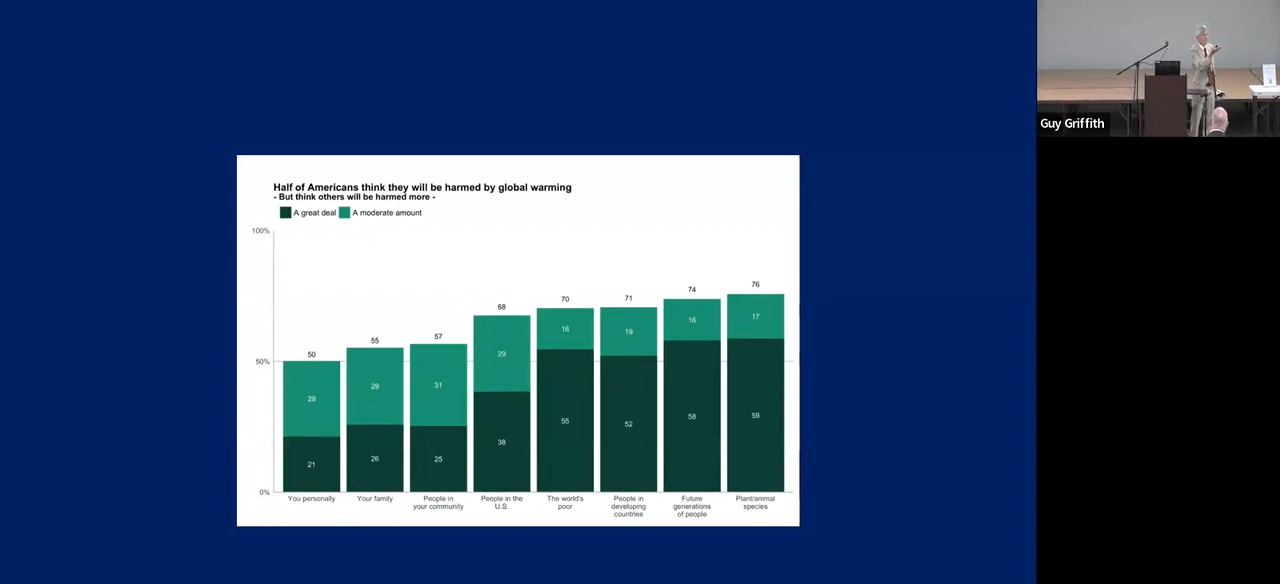 Half of Americans think they will be harmed by global warming
- But think others will be harmed more -
A great deal A moderate amount
100%
50%
0%
50
29
21
55
29
26
57
31
25
68
29
38
70
16
55
71
19
52
74
16
58
76
17
59
You personally
Your family
People in
your community
People in the
U.S.
The world's
poor
People in
developing
countries
Future
generations
of people
Plant/animal
species
Guy Griffith